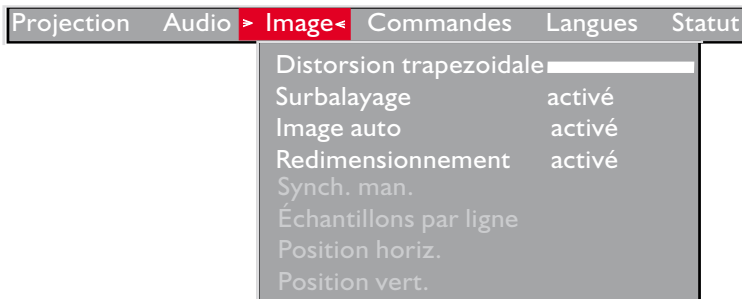 Projection Audio > Image < Commandes Langues Statut
Distorsion trapezoidale
Surbalayage activé
Image auto activé
Redimensionnement activé
Synch. man.
Échantillons par ligne
Position horiz.
Position vert.